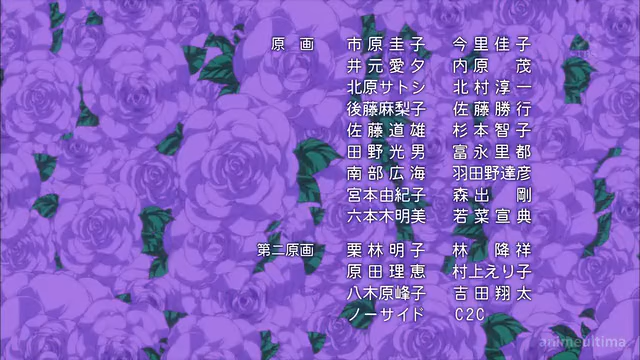 原画 市原圭子 今里佳子
井元愛夕 内原茂
北原サトシ 北村淳一
後藤麻梨子 佐藤勝行
佐藤道雄 杉本智子
田野光男 富永里都
南部広海 羽田野達彦
宮本由紀子 森出剛
六本木明美 若菜宣典
第二原画 栗林明子 林隆祥
原田理恵 村上えり子
八木原峰子 吉田翔太
ノーサイド C2C
animeultima